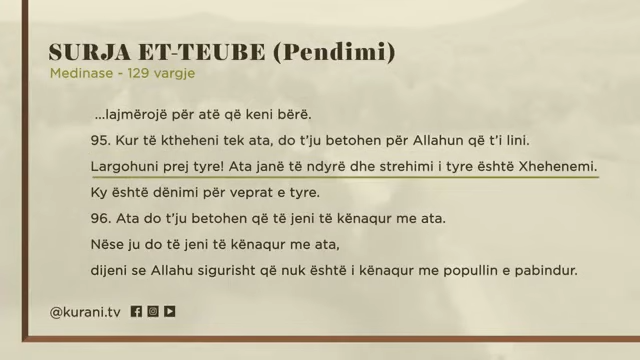 SURJA ET-TEUBE (Pendimi)
Medinase - 129 vargje
...lajmërojë për atë që keni bërë.
95. Kur të ktheheni tek ata, do t'ju betohen për Allahun që t'i lini.
Largohuni prej tyre! Ata janë të ndyrë dhe strehimi i tyre është Xhehenemi.
Ky është dënimi për veprat e tyre.
96. Ata do t'ju betohen që të jeni të kënaqur me ata.
Nëse ju do të jeni të kënaqur me ata,
dijeni se Allahu sigurisht që nuk është i kënaqur me popullin e pabindur.
@kurani.tv